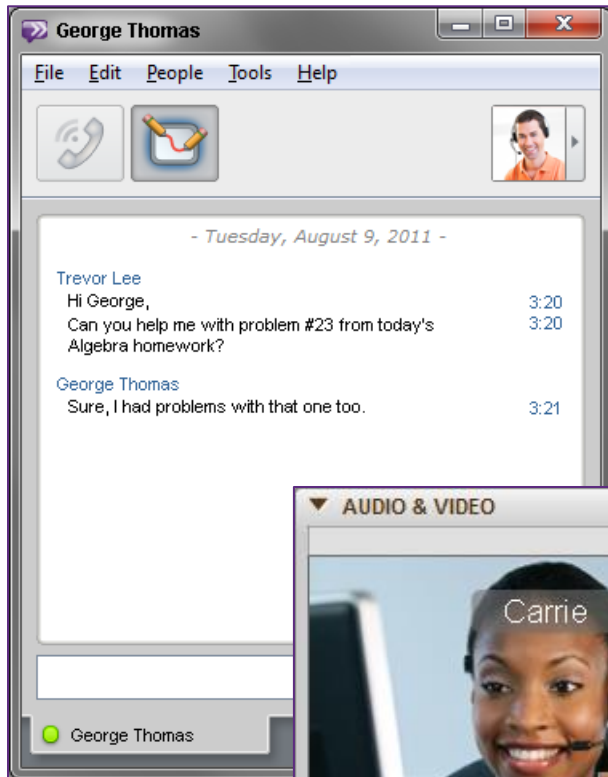 George Thomas
File Edit People Tools Help
- Tuesday, August 9, 2011 -
Trevor Lee
Hi George, 3:20
Can you help me with problem #23 from today's 3:20
Algebra homework?
George Thomas
Sure, I had problems with that one too. 3:21
AUDIO & VIDEO
Carrie
George Thomas